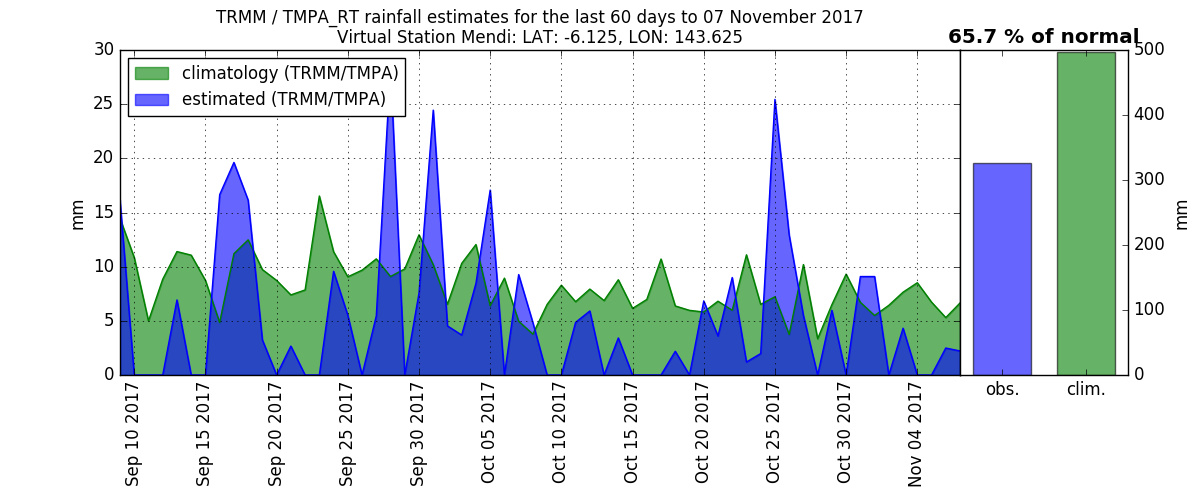 TRMM / TMPA_RT rainfall estimates for the last 60 days to 07 November 2017
Virtual Station Mendi: LAT: -6.125, LON: 143.625
65.7 % of normal
climatology (TRMM/TMPA)
estimated (TRMM/TMPA)
mm
30
25
20
15
10
5
0
Sep 10 2017
Sep 15 2017
Sep 20 2017
Sep 25 2017
Sep 30 2017
Oct 05 2017
Oct 10 2017
Oct 15 2017
Oct 20 2017
Oct 25 2017
Oct 30 2017
Nov 04 2017
500
400
300
200
100
0
mm
obs.
clim.